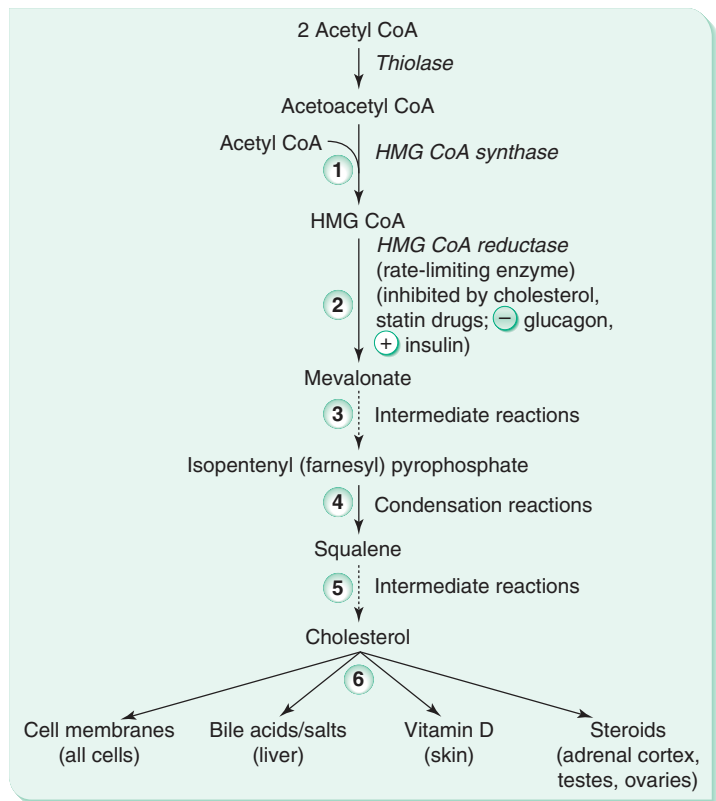 2 Acetyl CoA
Thiolase
Acetoacetyl CoA
Acetyl CoA
HMG CoA synthase
1
HMG CoA
HMG CoA reductase
(rate-limiting enzyme)
(inhibited by cholesterol,
2
statin drugs; − glucagon,
+ insulin)
Mevalonate
3 Intermediate reactions
Isopentenyl (farnesyl) pyrophosphate
4 Condensation reactions
Squalene
5 Intermediate reactions
Cholesterol
6
Cell membranes
(all cells)
Bile acids/salts
(liver)
Vitamin D
(skin)
Steroids
(adrenal cortex,
testes, ovaries)